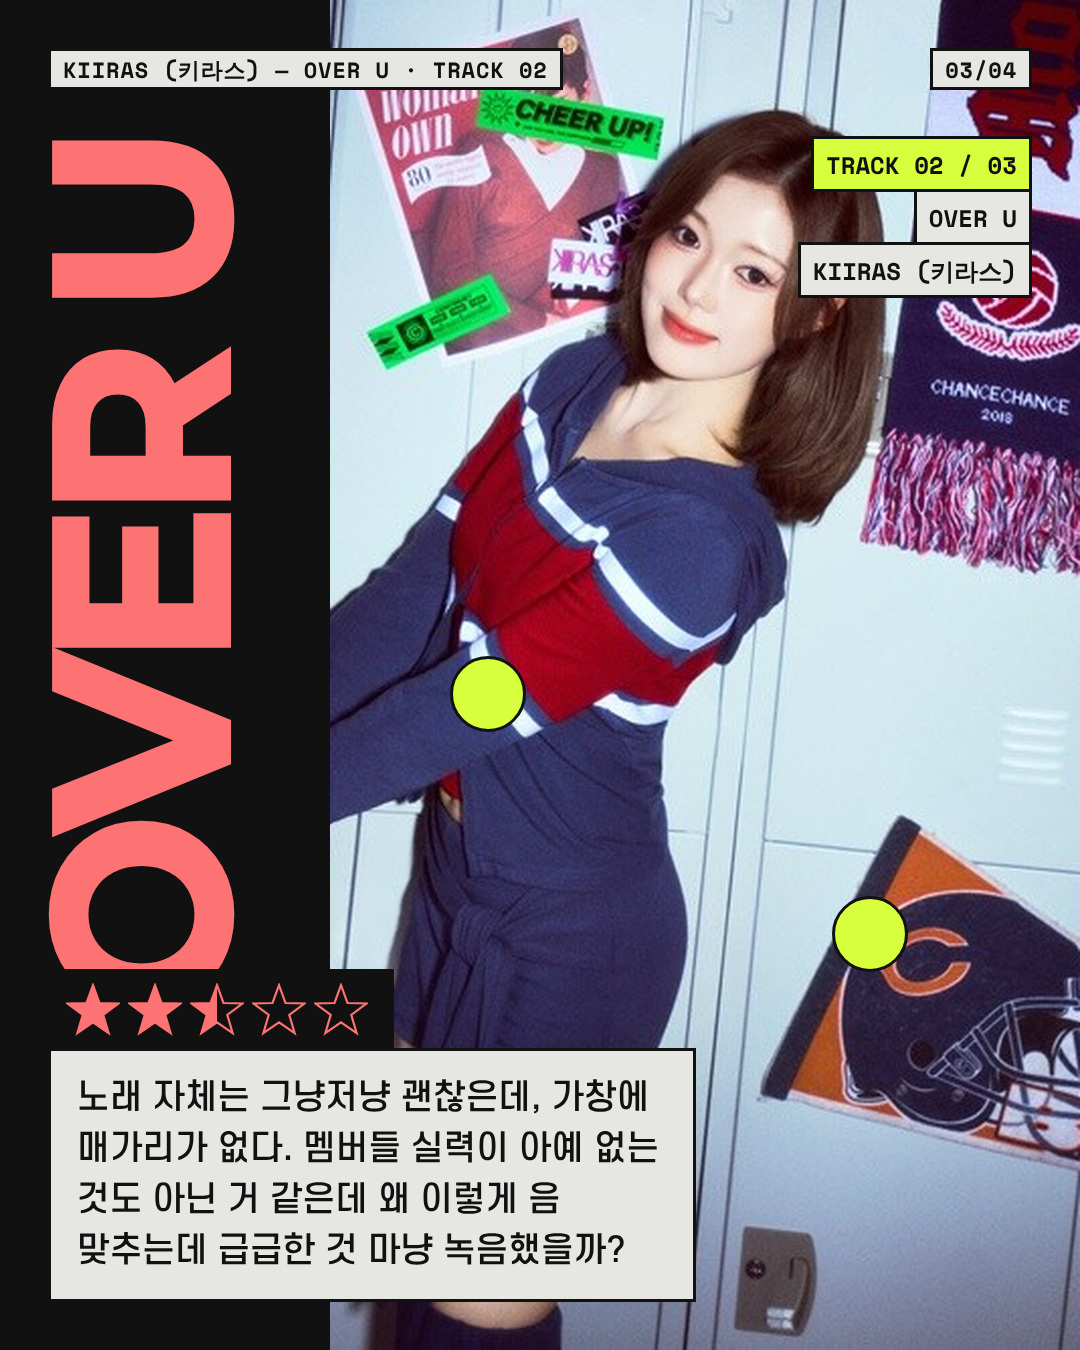 KIIRAS (키라스) — OVER U · TRACK 02
03/04
TRACK 02 / 03
OVER U
KIIRAS (키라스)
OVER U
woman's
own
80
CHEER UP!
KIRAS
CHANCECHANCE
2018
C
노래 자체는 그냥저냥 괜찮은데, 가창에
매가리가 없다. 멤버들 실력이 아예 없는
것도 아닌 거 같은데 왜 이렇게 음
맞추는데 급급한 것 마냥 녹음했을까?